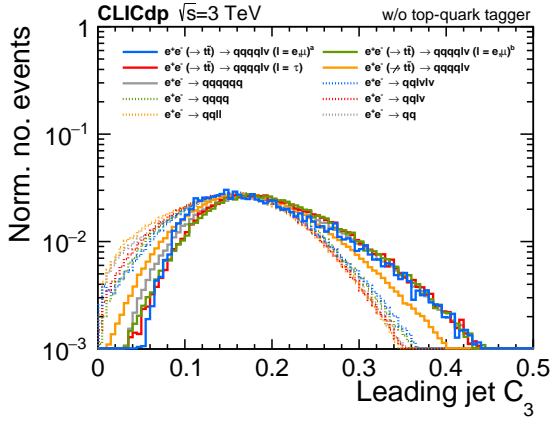 CLICdp √s=3 TeV w/o top-quark tagger
e⁺e⁻ (→ tt̄) → qqqqlν (l = e,μ)ᵃ
e⁺e⁻ (→ tt̄) → qqqqlν (l = e,μ)ᵇ
e⁺e⁻ (→ tt̄) → qqqqlν (l = τ)
e⁺e⁻ (↛ tt̄) → qqqqlν
e⁺e⁻ → qqqqqq
e⁺e⁻ → qqlνlν
e⁺e⁻ → qqqq
e⁺e⁻ → qqlν
e⁺e⁻ → qqll
e⁺e⁻ → qq
Norm. no. events
1
10⁻¹
10⁻²
10⁻³
0 0.1 0.2 0.3 0.4 0.5
Leading jet C₃